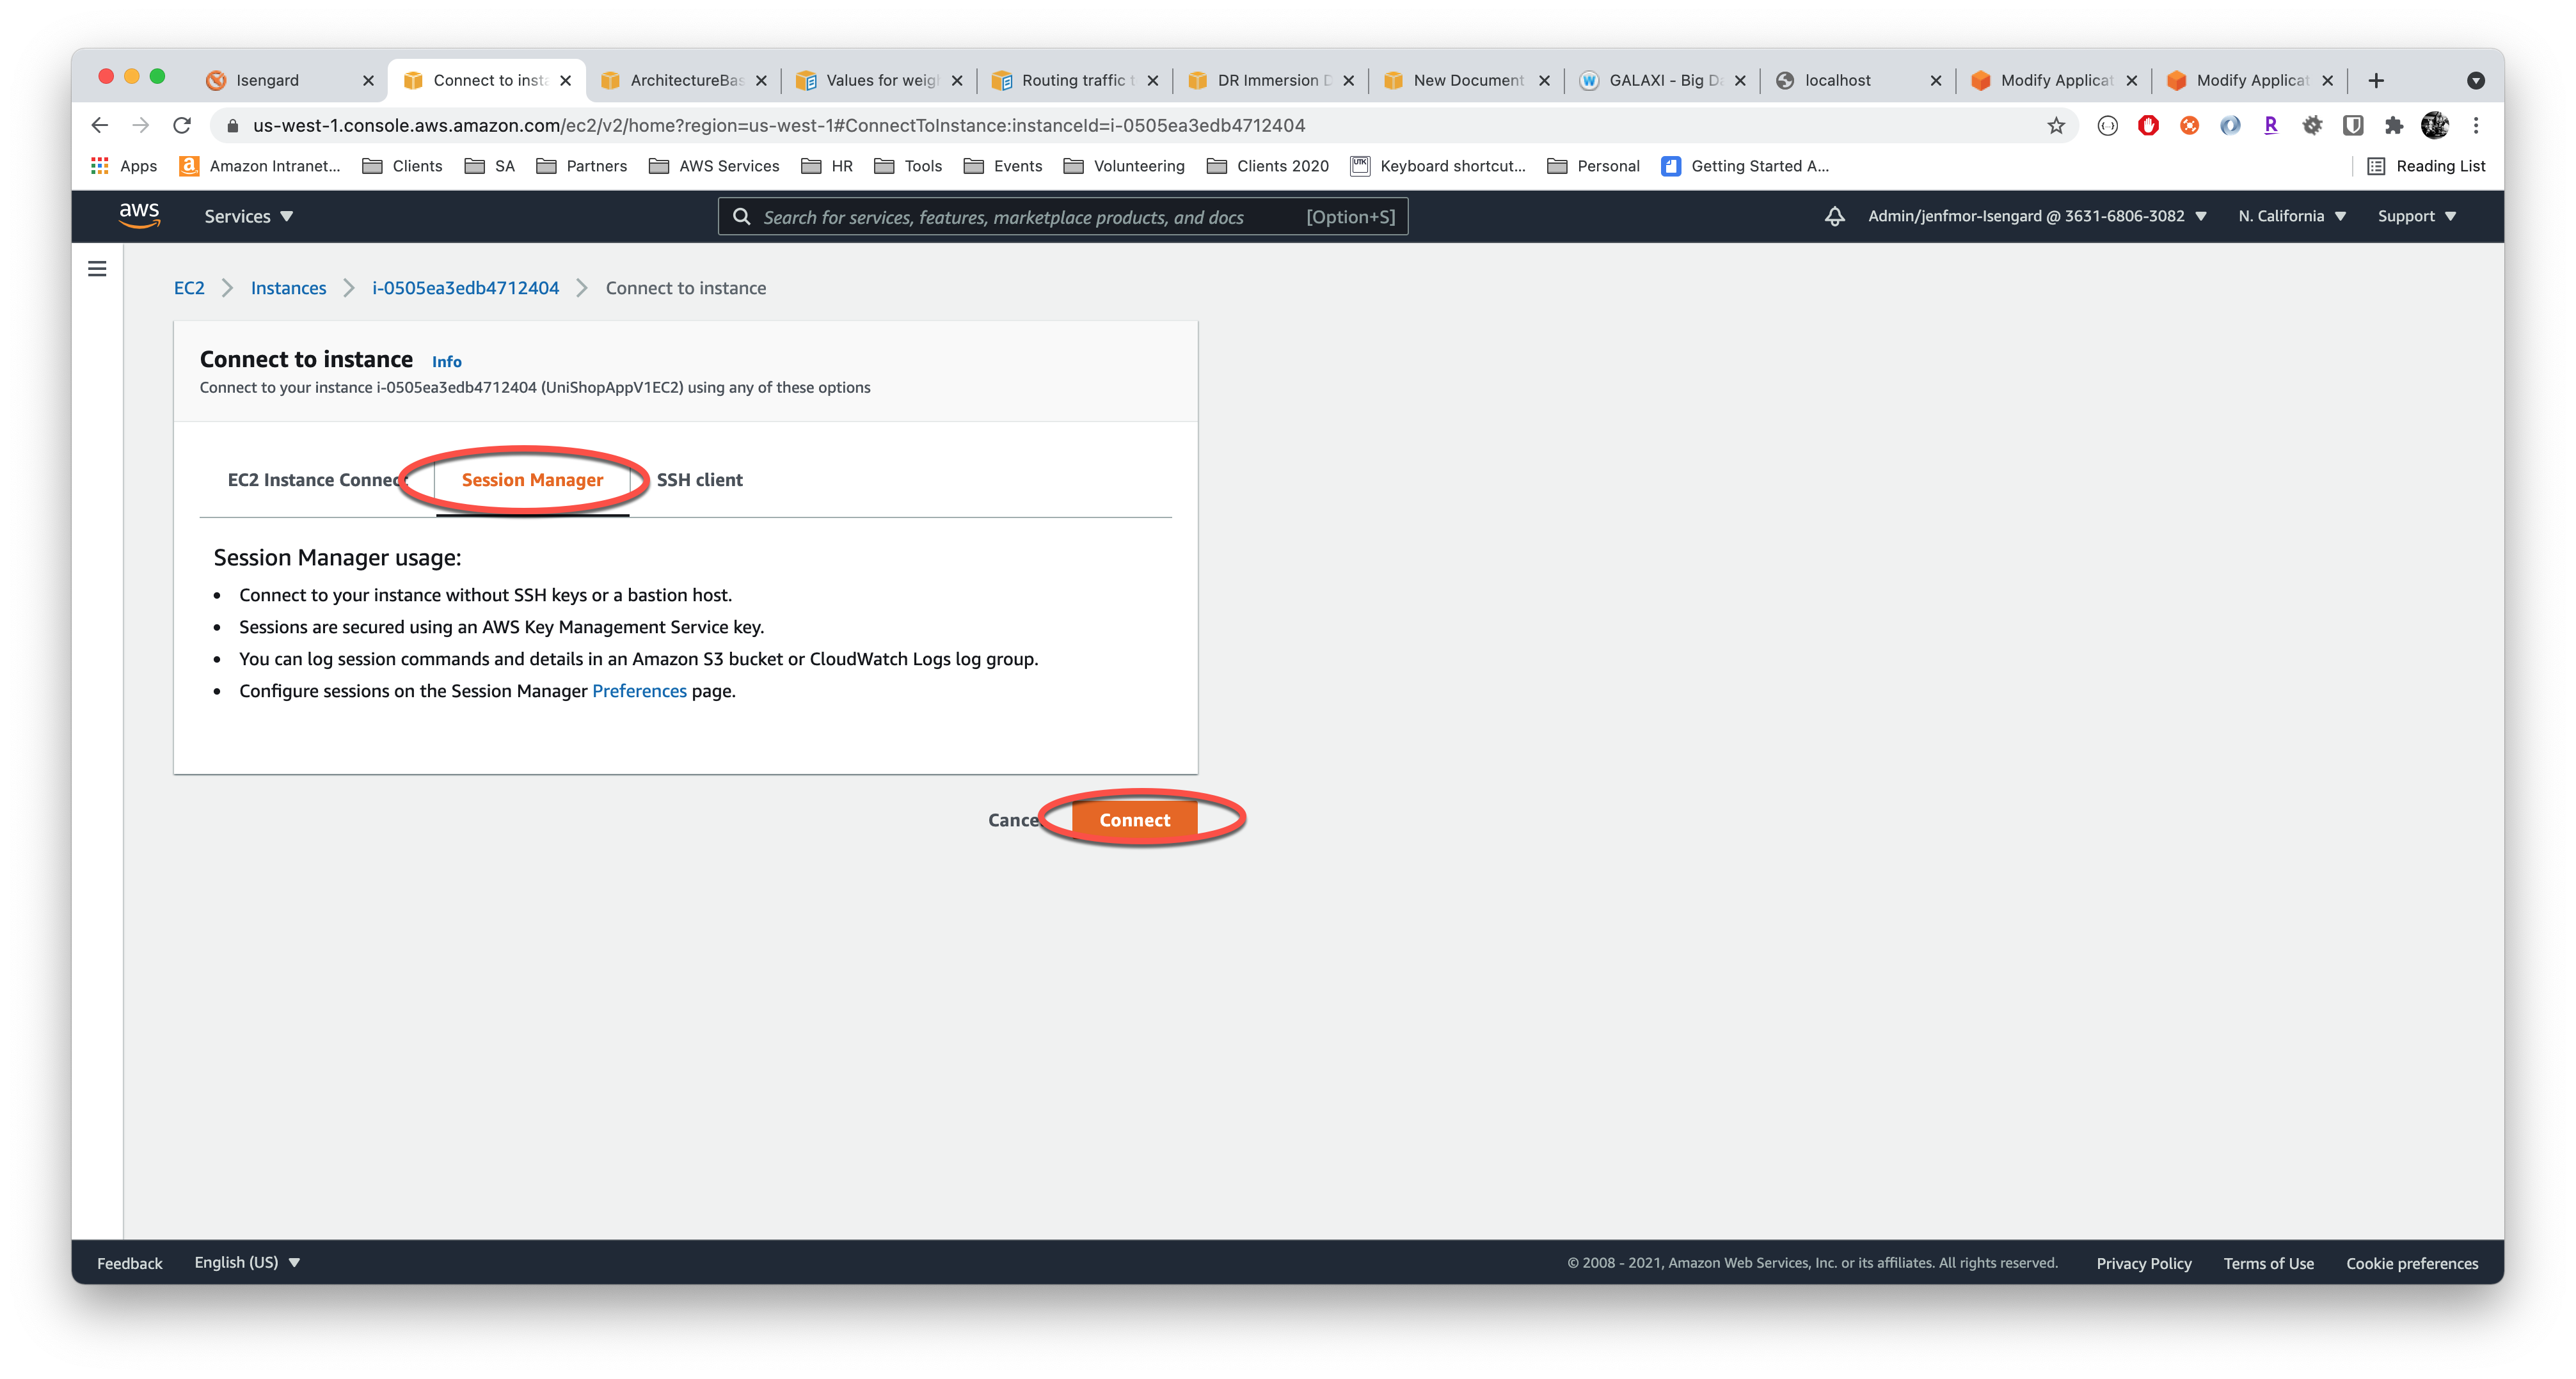 Isengard
Connect to insta
ArchitectureBas
Values for weigh
Routing traffic t
DR Immersion D
New Document
GALAXI - Big Da
localhost
Modify Applicat
Modify Applicat
us-west-1.console.aws.amazon.com/ec2/v2/home?region=us-west-1#ConnectToInstance:instanceId=i-0505ea3edb4712404
Apps
Amazon Intranet...
Clients
SA
Partners
AWS Services
HR
Tools
Events
Volunteering
Clients 2020
UTK
Keyboard shortcut...
Personal
Getting Started A...
Reading List
aws
Services
Search for services, features, marketplace products, and docs
[Option+S]
Admin/jenfmor-Isengard @ 3631-6806-3082
N. California
Support
EC2
Instances
i-0505ea3edb4712404
Connect to instance
Connect to instance Info
Connect to your instance i-0505ea3edb4712404 (UniShopAppV1EC2) using any of these options
EC2 Instance Connect
Session Manager
SSH client
Session Manager usage:
Connect to your instance without SSH keys or a bastion host.
Sessions are secured using an AWS Key Management Service key.
You can log session commands and details in an Amazon S3 bucket or CloudWatch Logs log group.
Configure sessions on the Session Manager Preferences page.
Cance
Connect
Feedback
English (US)
© 2008 - 2021, Amazon Web Services, Inc. or its affiliates. All rights reserved.
Privacy Policy
Terms of Use
Cookie preferences